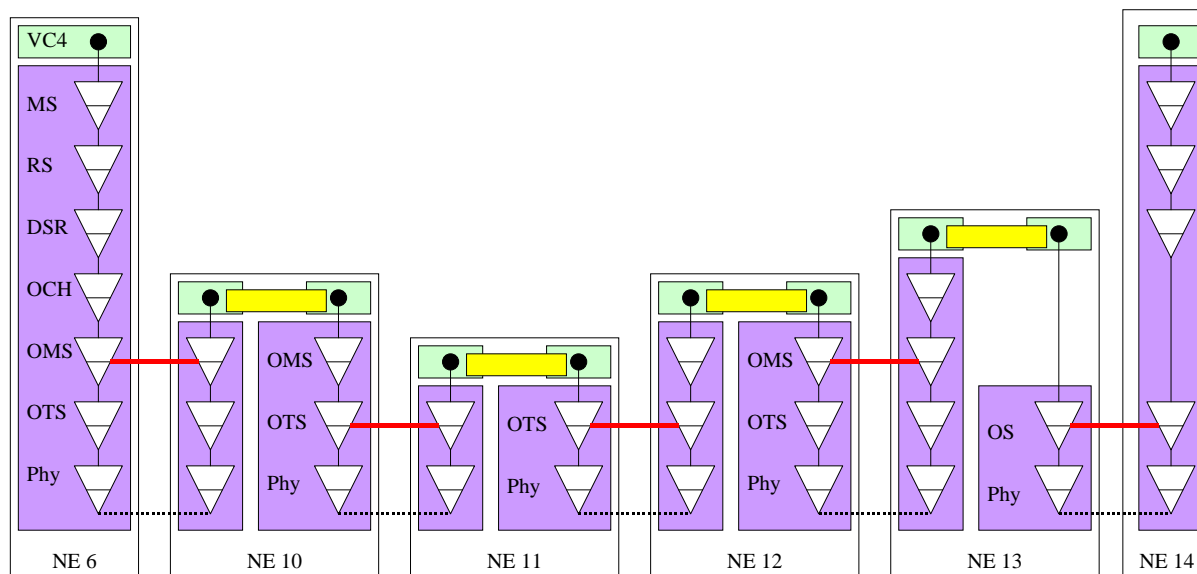 VC4
MS
RS
DSR
OCH
OMS
OTS
Phy
NE 6
OMS
OTS
Phy
NE 10
OTS
Phy
NE 11
OMS
OTS
Phy
NE 12
OS
Phy
NE 13
NE 14